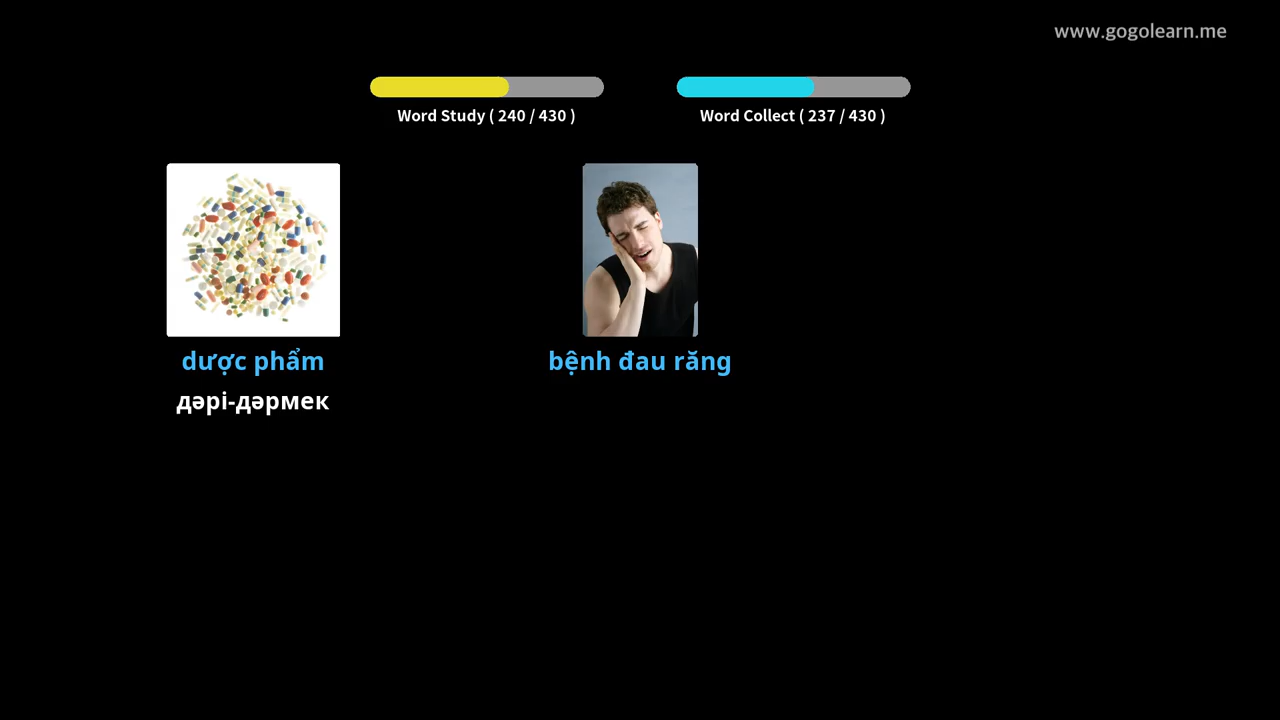 www.gogolearn.me
Word Study ( 240 / 430 )
Word Collect ( 237 / 430 )
dược phẩm
bệnh đau răng
дәрі-дәрмек